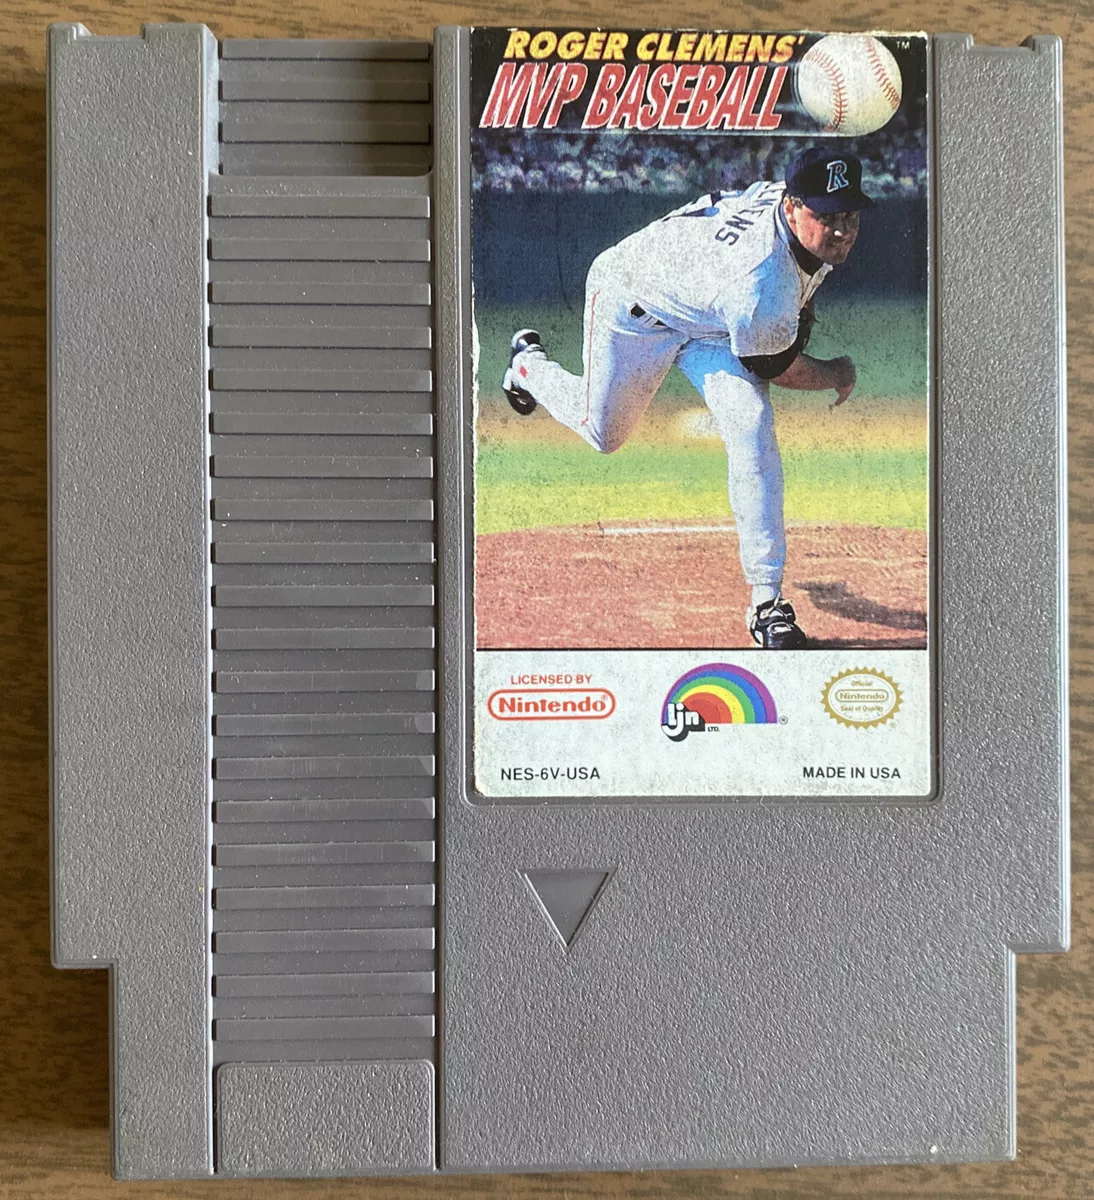 ROGER CLEMENS'
MVP BASEBALL
TM
R
EMENS
LICENSED BY
Nintendo®
ljn
LTD.
®
Official
Nintendo
Seal of Quality
NES-6V-USA
MADE IN USA